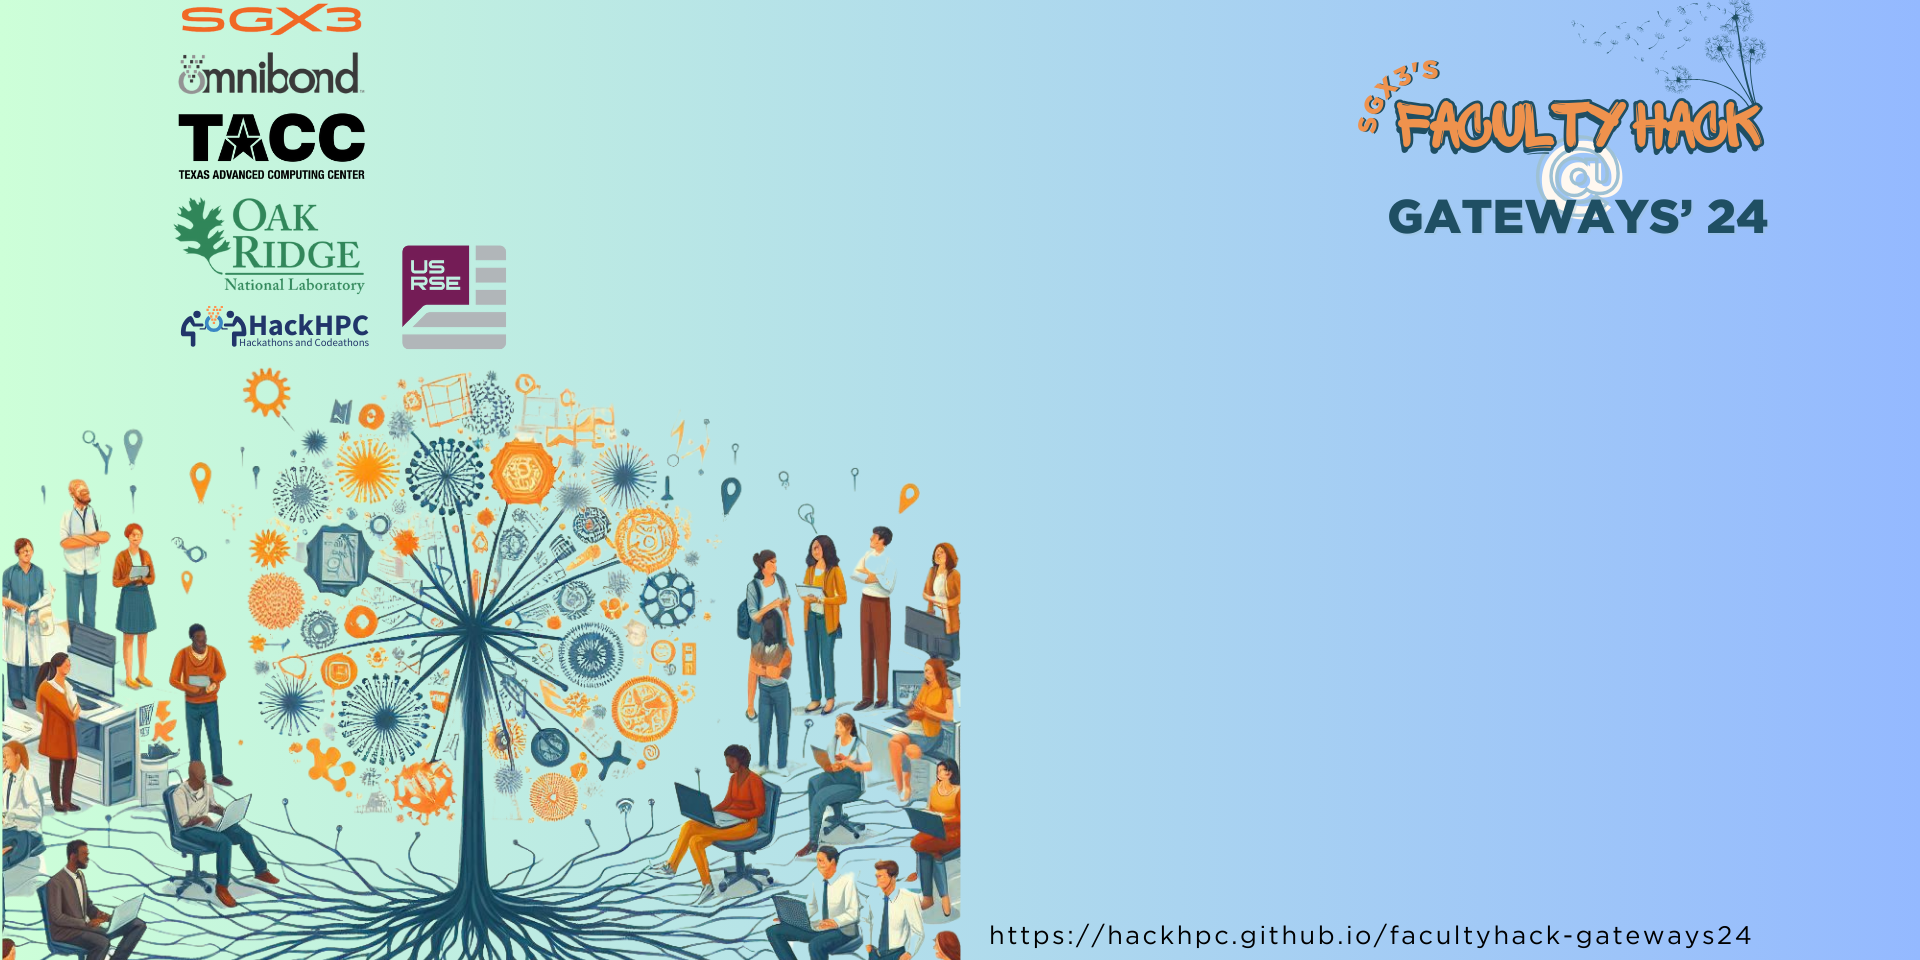 SGX3
omnibond
TACC
TEXAS ADVANCED COMPUTING CENTER
OAK
RIDGE
National Laboratory
HackHPC
Hackathons and Codeathons
US
RSE
SGX3'S
FACULTY HACK
@
GATEWAYS' 24
https://hackhpc.github.io/facultyhack-gateways24